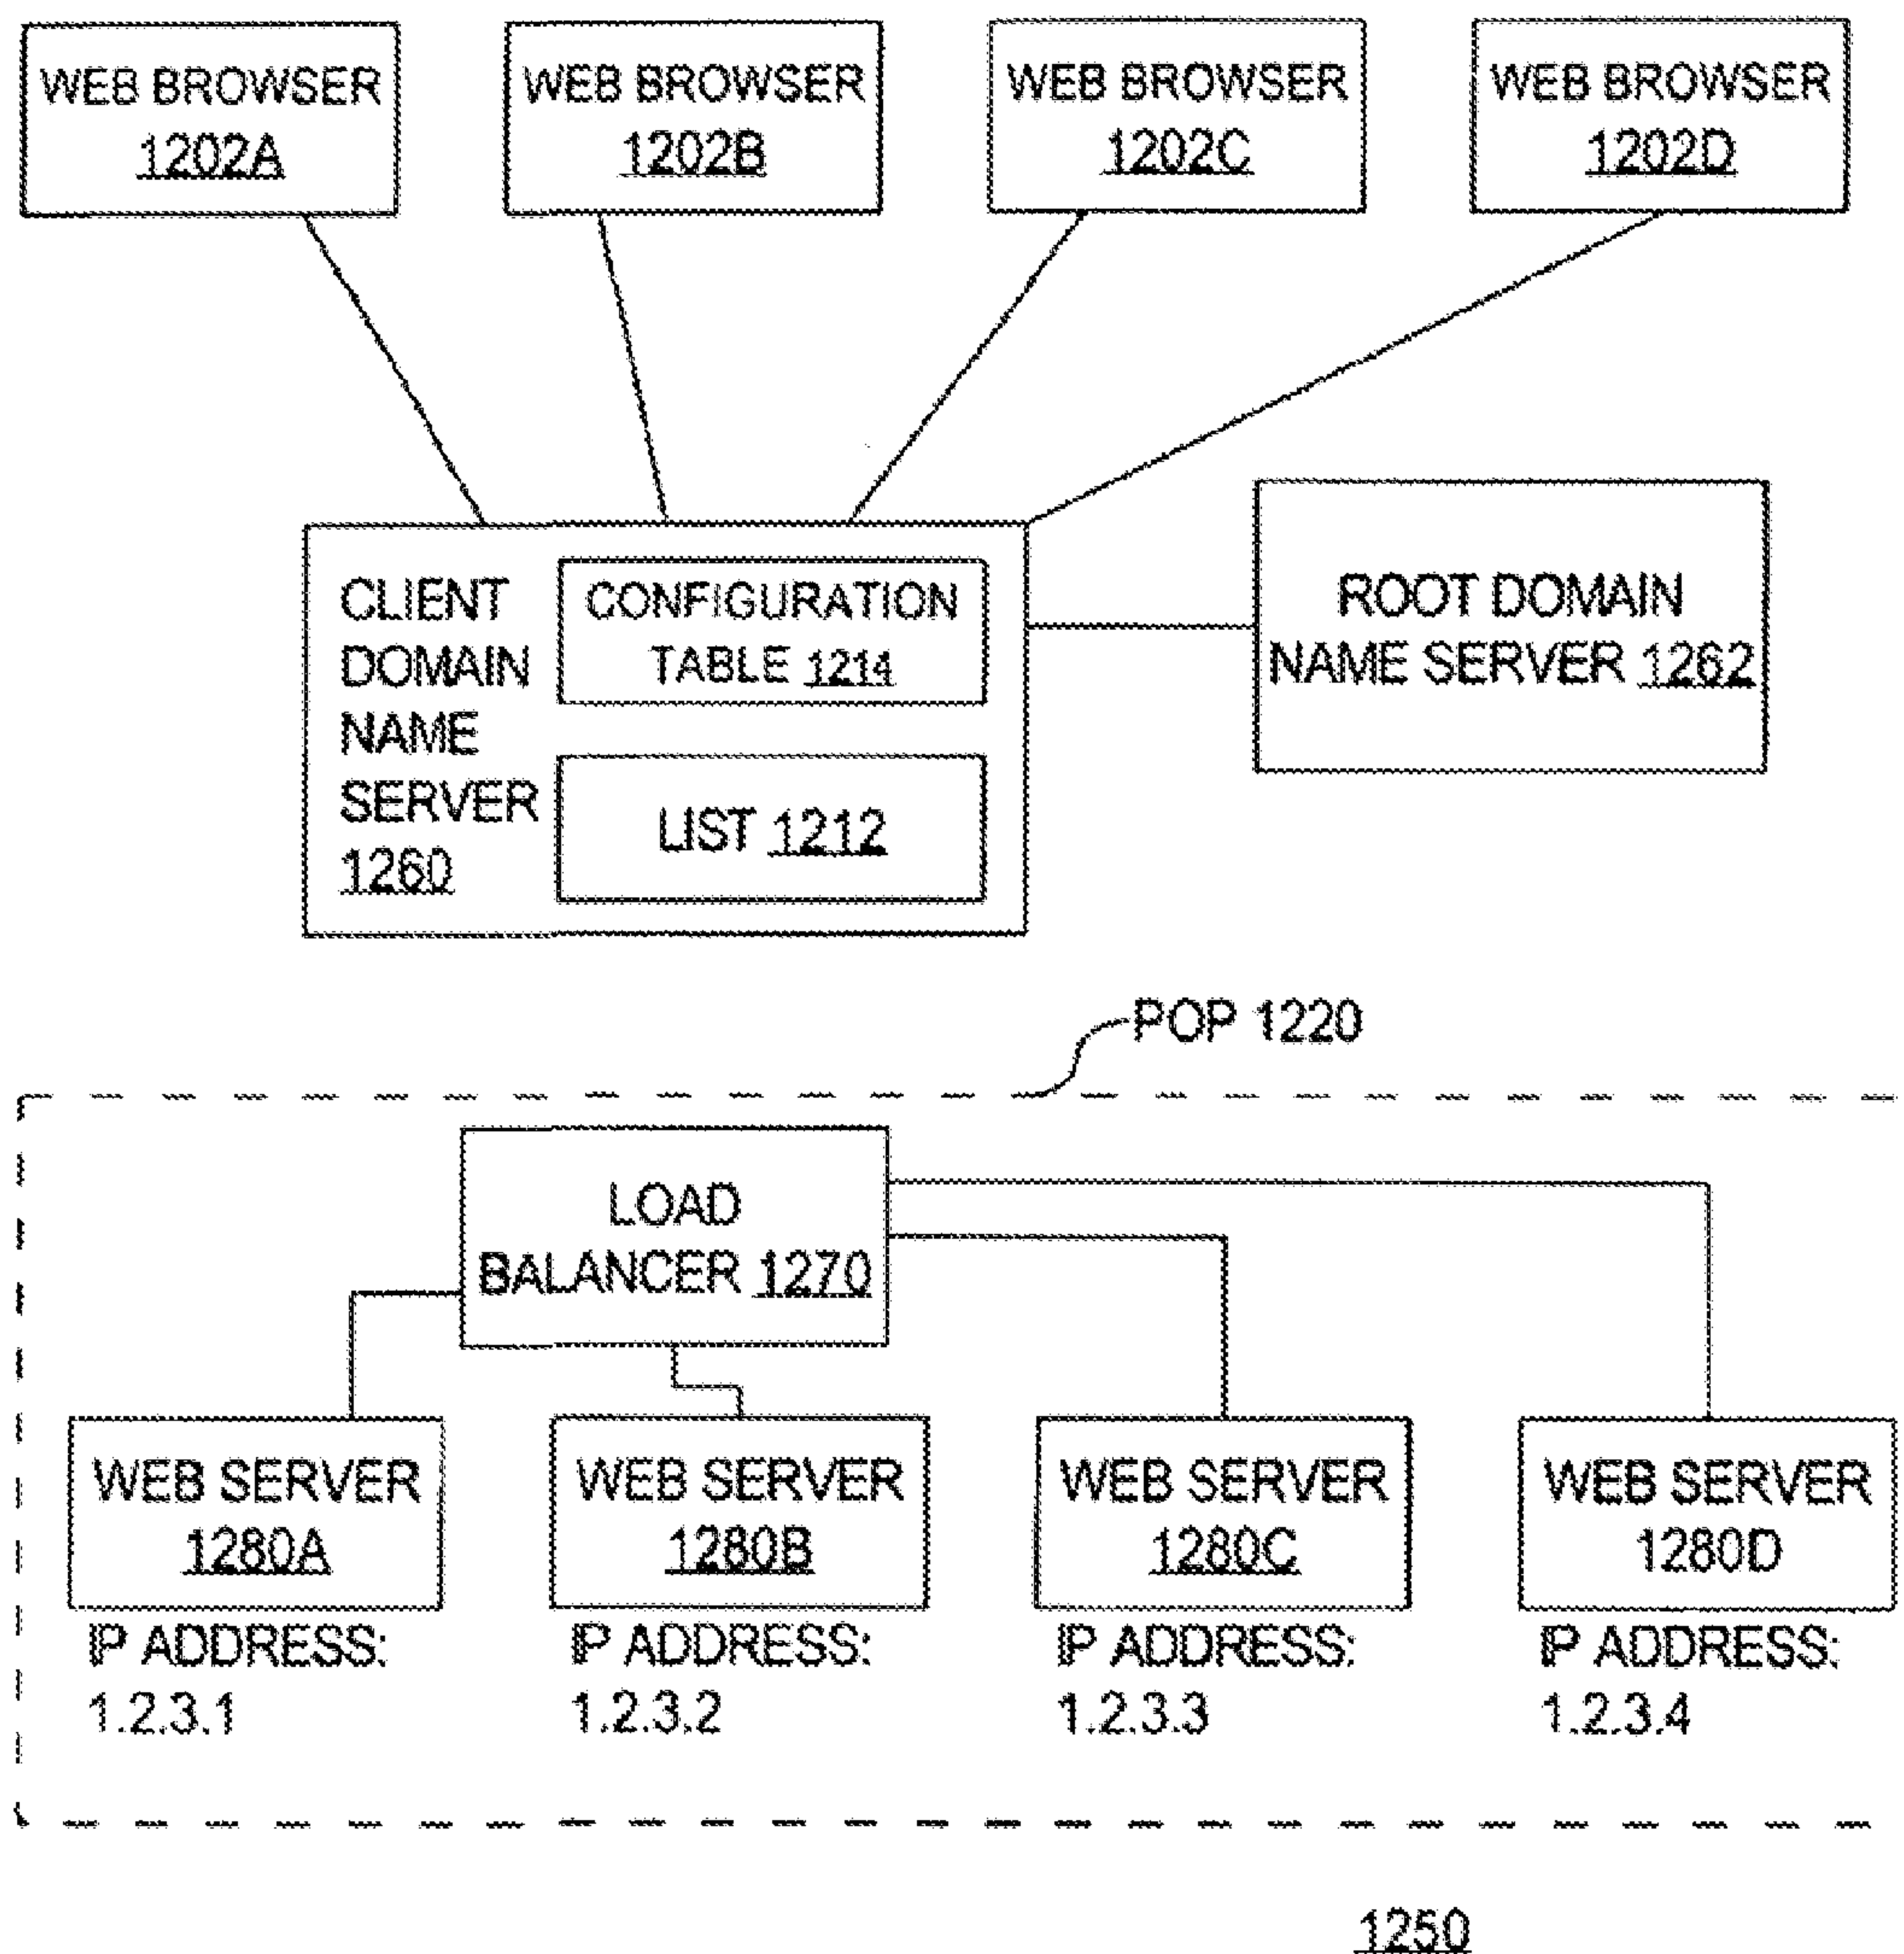 WEB BROWSER
1202A
WEB BROWSER
1202B
WEB BROWSER
1202C
WEB BROWSER
1202D
CLIENT
DOMAIN
NAME
SERVER
1260
CONFIGURATION
TABLE 1214
LIST 1212
ROOT DOMAIN
NAME SERVER 1262
POP 1220
LOAD
BALANCER 1270
WEB SERVER
1280A
IP ADDRESS:
1.2.3.1
WEB SERVER
1280B
IP ADDRESS:
1.2.3.2
WEB SERVER
1280C
IP ADDRESS:
1.2.3.3
WEB SERVER
1280D
IP ADDRESS:
1.2.3.4
1250